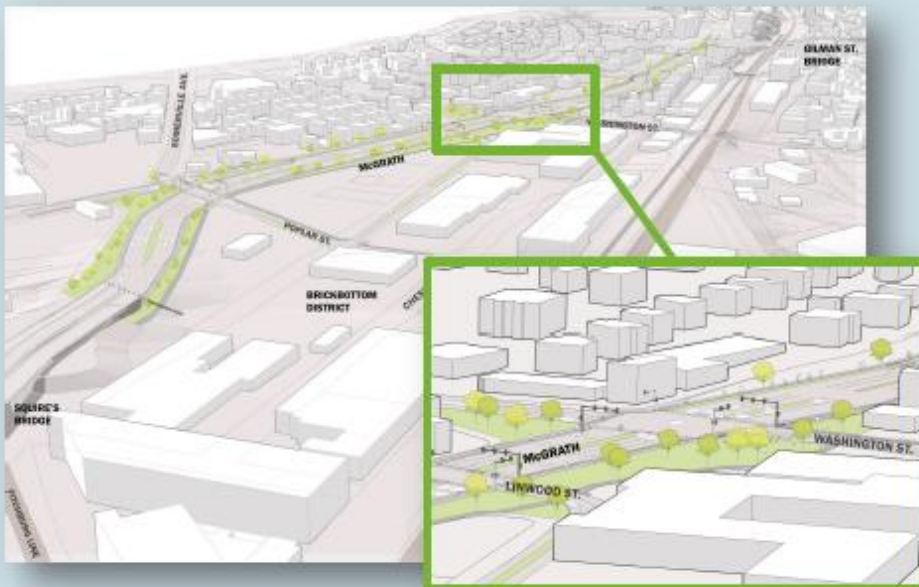 GILMAN ST.
BRIDGE
SOMERVILLE AVE.
WASHINGTON ST.
McGRATH
POPLAR ST.
BRICKBOTTOM
DISTRICT
SQUIRE'S
BRIDGE
McGRATH
WASHINGTON ST.
LINWOOD ST.